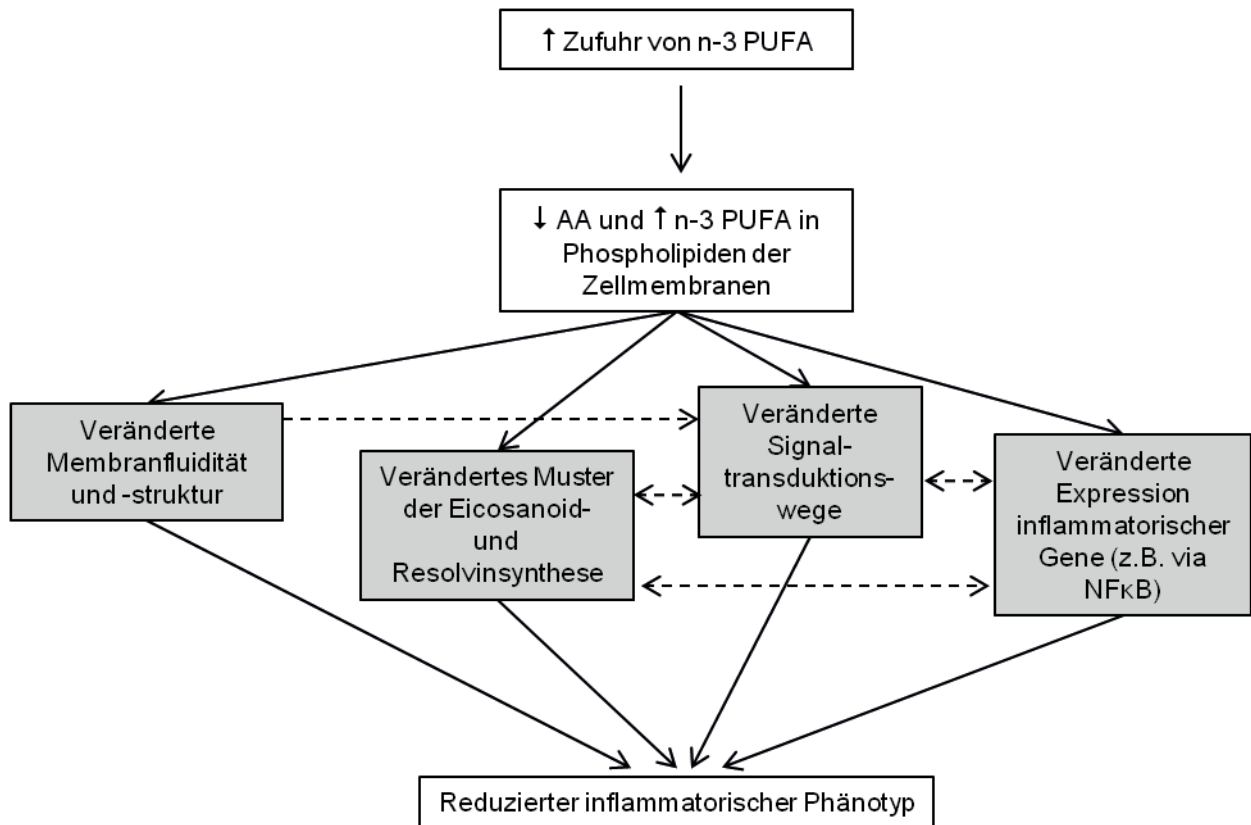 ↑ Zufuhr von n-3 PUFA
↓ AA und ↑ n-3 PUFA in
Phospholipiden der
Zellmembranen
Veränderte
Membranfluidität
und -struktur
Verändertes Muster
der Eicosanoid-
und
Resolvinsynthese
Veränderte
Signal-
transduktions-
wege
Veränderte
Expression
inflammatorischer
Gene (z.B. via
NFκB)
Reduzierter inflammatorischer Phänotyp